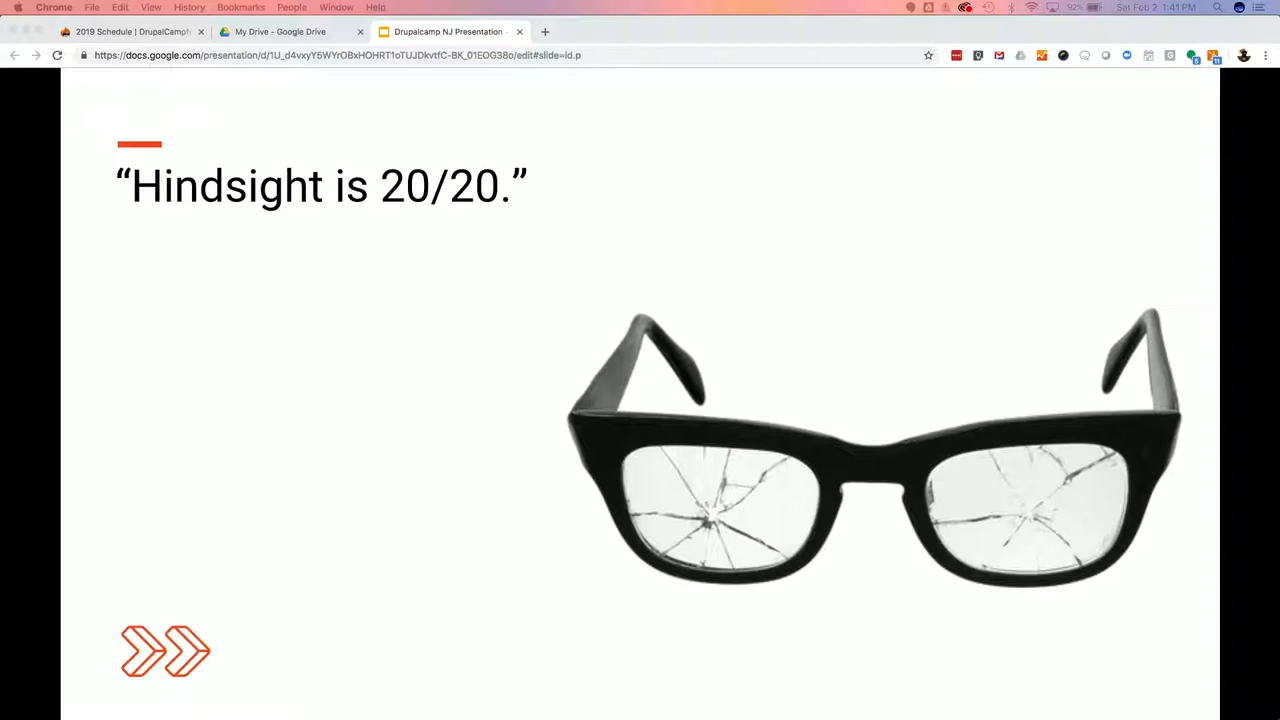 Chrome File Edit View History Bookmarks People Window Help 92% Sat Feb 2 1:41 PM
2019 Schedule | DrupalCampN My Drive - Google Drive Drupalcamp NJ Presentation -
https://docs.google.com/presentation/d/1U_d4vxyY5WYrOBxHOHRT1oTUJDkvtfC-BK_01EOG38o/edit#slide=id.p
“Hindsight is 20/20.”